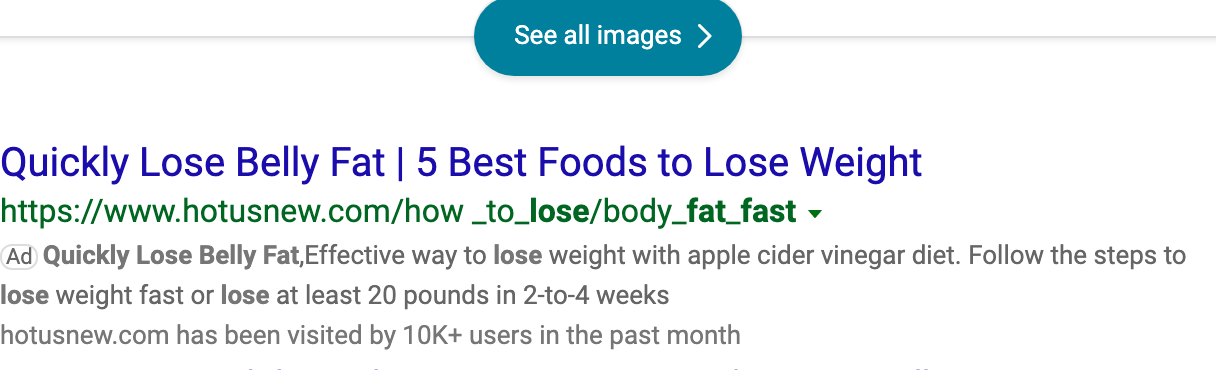 See all images
Quickly Lose Belly Fat | 5 Best Foods to Lose Weight
https://www.hotusnew.com/how _to_lose/body_fat_fast
Ad Quickly Lose Belly Fat,Effective way to lose weight with apple cider vinegar diet. Follow the steps to
lose weight fast or lose at least 20 pounds in 2-to-4 weeks
hotusnew.com has been visited by 10K+ users in the past month